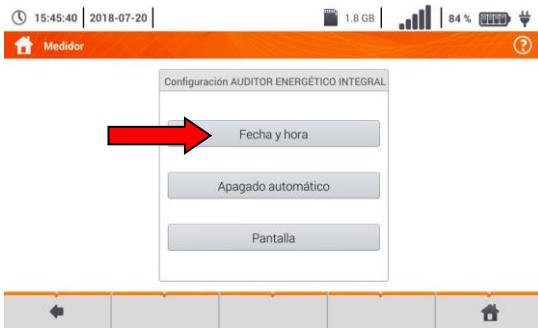 15:45:40 2018-07-20 1.8 GB 84 %
Medidor ?
Configuración AUDITOR ENERGÉTICO INTEGRAL
Fecha y hora
Apagado automático
Pantalla